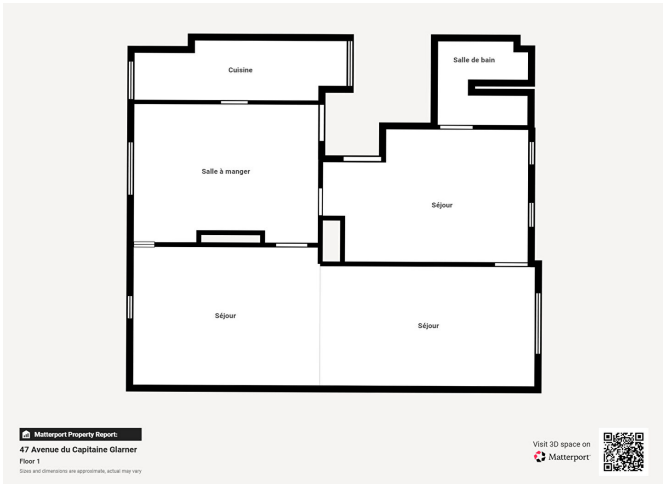 Cuisine
Salle de bain
Salle à manger
Séjour
Séjour
Séjour
Matterport Property Report:
47 Avenue du Capitaine Glarner
Floor 1
Sizes and dimensions are approximate, actual may vary
Visit 3D space on
Matterport